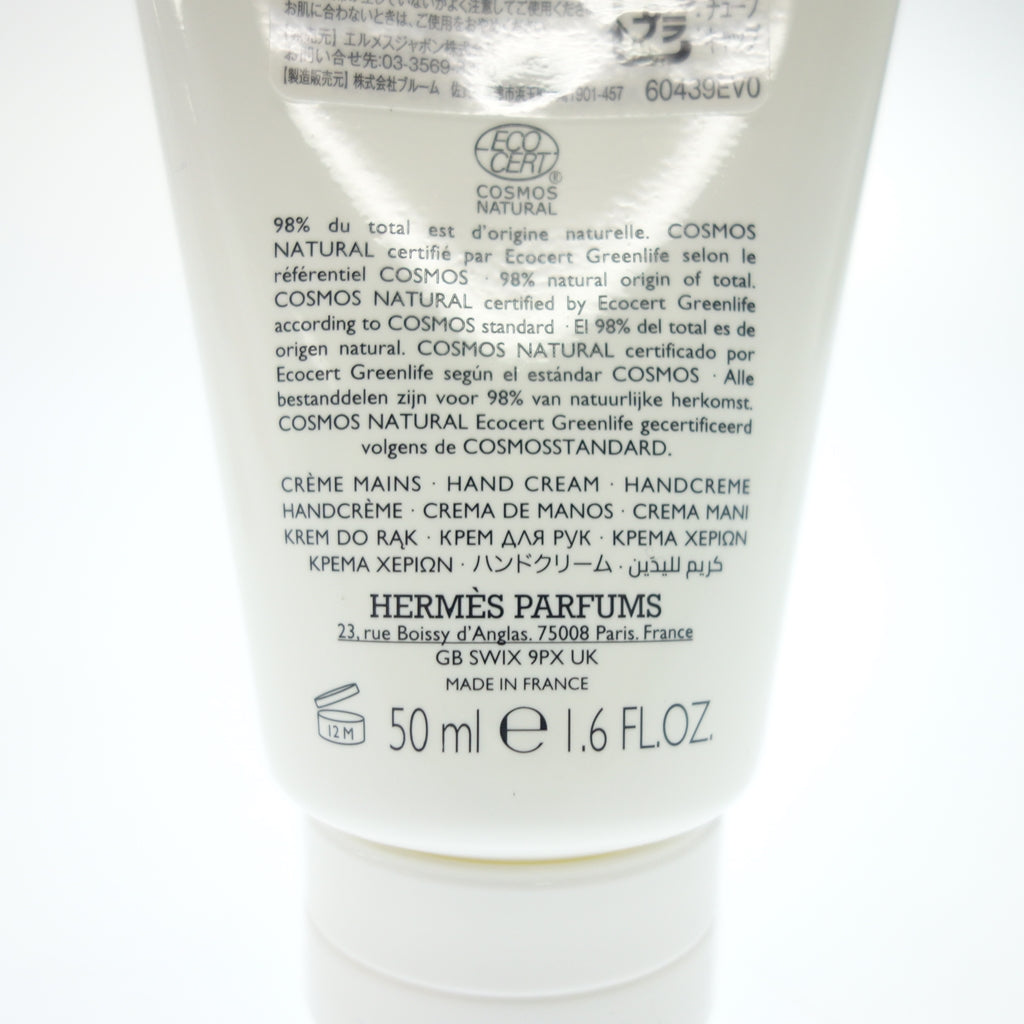 お肌に合わないときは、ご使用をおやめください
エルメスジャポン株式
お問い合せ先:03-3569-
【製造販売元】株式会社ブルーム 1901-457 60439EV0
プラ
ECO
CERT®
COSMOS
NATURAL
98% du total est d'origine naturelle. COSMOS
NATURAL certifié par Ecocert Greenlife selon le
référentiel COSMOS · 98% natural origin of total.
COSMOS NATURAL certified by Ecocert Greenlife
according to COSMOS standard · El 98% del total es de
origen natural. COSMOS NATURAL certificado por
Ecocert Greenlife según el estándar COSMOS · Alle
bestanddelen zijn voor 98% van natuurlijke herkomst.
COSMOS NATURAL Ecocert Greenlife gecertificeerd
volgens de COSMOSSTANDARD.
CRÈME MAINS · HAND CREAM · HANDCREME
HANDCRÈME · CREMA DE MANOS · CREMA MANI
KREM DO RĄK · КРЕМ ДЛЯ РУК · ΚΡΕΜΑ ΧΕΡΙΩΝ
ΚΡΕΜΑ ΧΕΡΙΩΝ · ハンドクリーム · كريم لليدّين
HERMÈS PARFUMS
23, rue Boissy d'Anglas. 75008 Paris. France
GB SWIX 9PX UK
MADE IN FRANCE
12 M 50 ml e 1.6 FL.OZ.